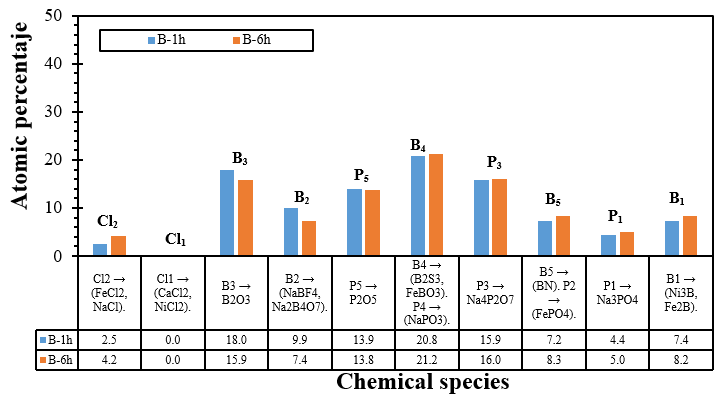 Atomic percentaje
50
40
30
20
10
0
B-1h B-6h
Cl2
Cl1
B3
B2
P5
B4
P3
B5
P1
B1
Cl2 → (FeCl2, NaCl).
Cl1 → (CaCl2, NiCl2).
B3 → B2O3
B2 → (NaBF4, Na2B4O7).
P5 → P2O5
B4 → (B2S3, FeBO3). P4 → (NaPO3).
P3 → Na4P2O7
B5 → (BN). P2 → (FePO4).
P1 → Na3PO4
B1 → (Ni3B, Fe2B).
B-1h 2.5 0.0 18.0 9.9 13.9 20.8 15.9 7.2 4.4 7.4
B-6h 4.2 0.0 15.9 7.4 13.8 21.2 16.0 8.3 5.0 8.2
Chemical species